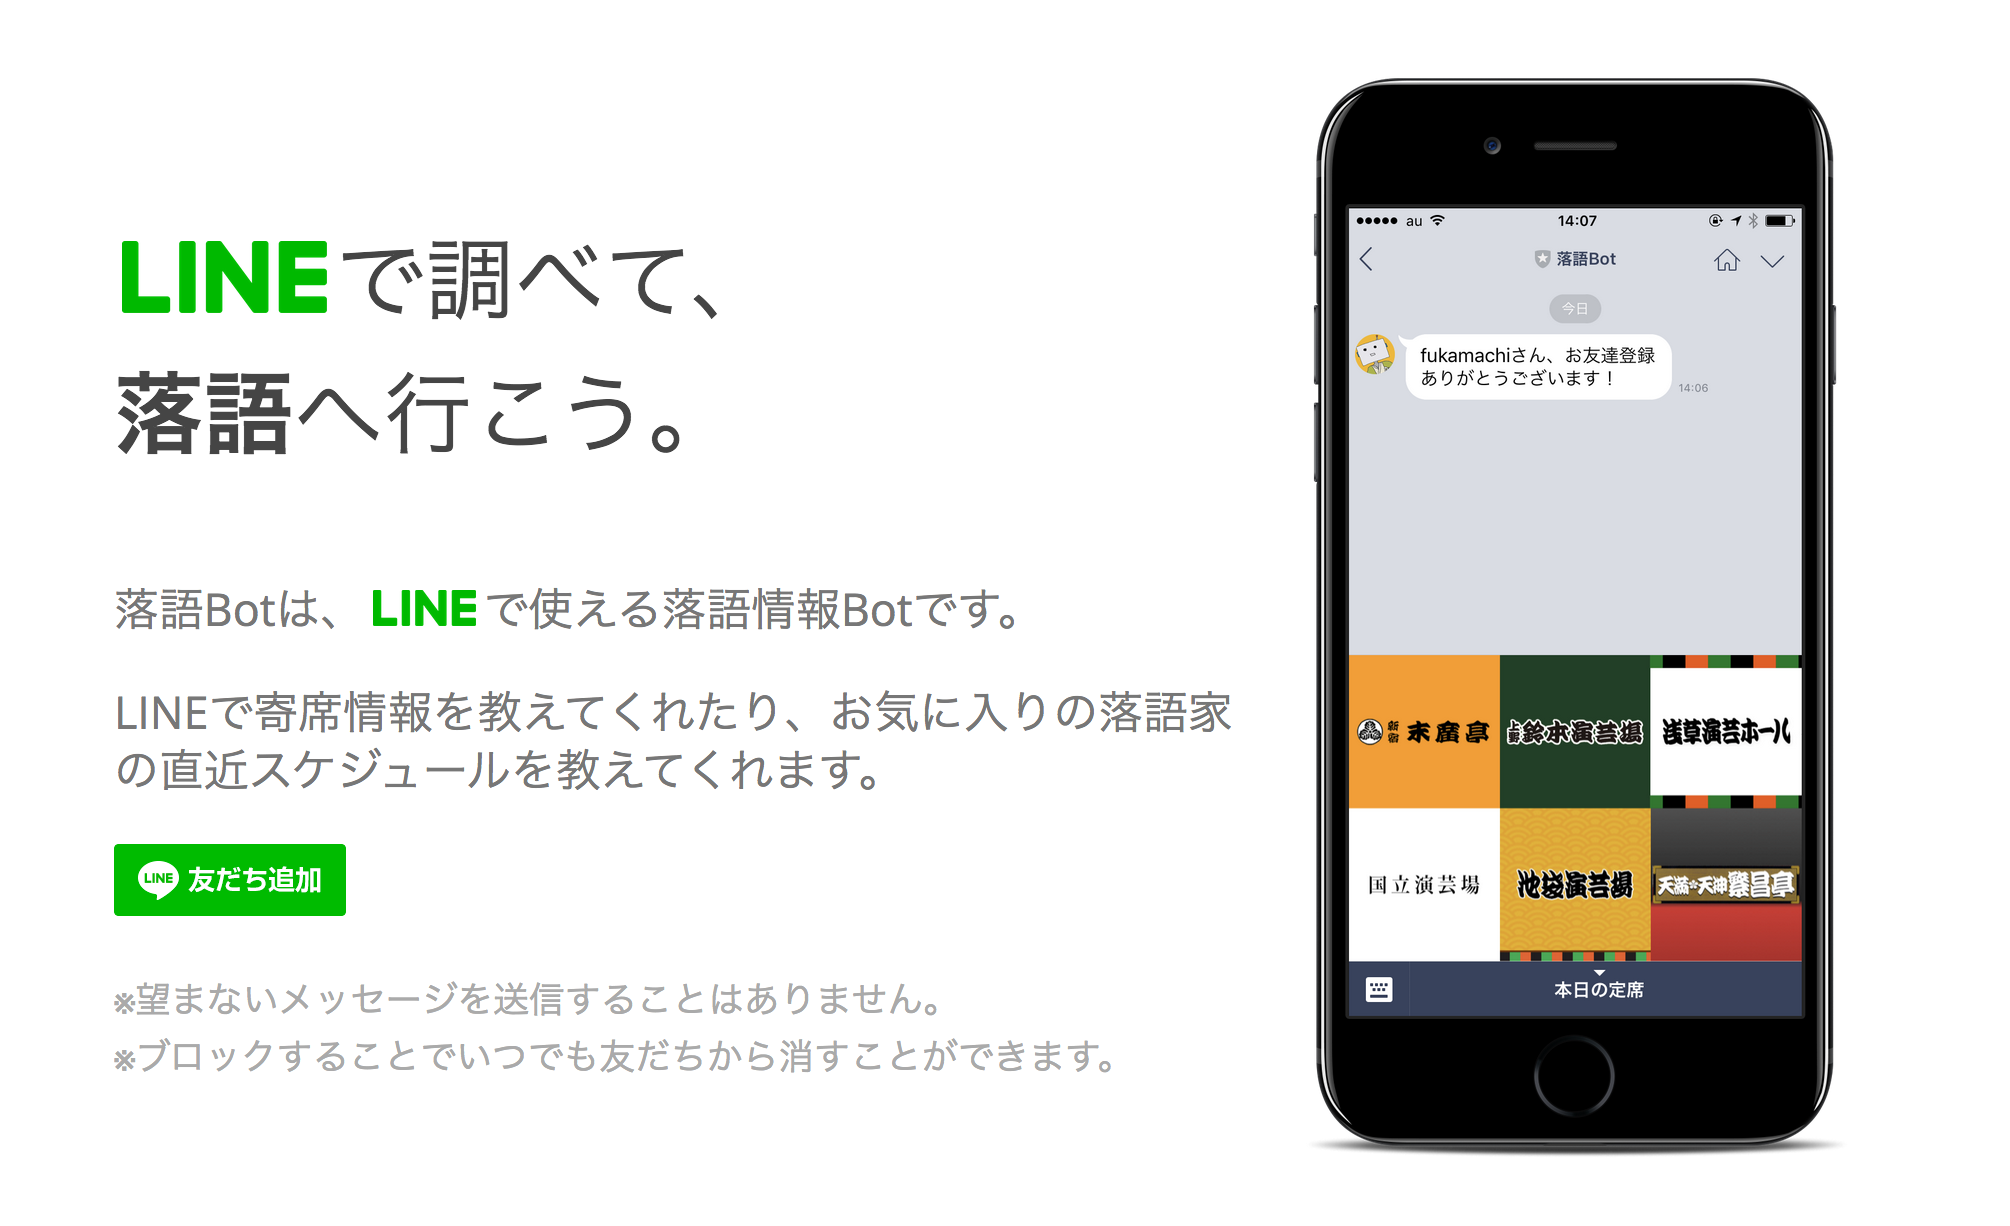 LINEで調べて、
落語へ行こう。
落語Botは、LINEで使える落語情報Botです。
LINEで寄席情報を教えてくれたり、お気に入りの落語家
の直近スケジュールを教えてくれます。
LINE 友だち追加
※望まないメッセージを送信することはありません。
※ブロックすることでいつでも友だちから消すことができます。
au 14:07
落語Bot
今日
fukamachiさん、お友達登録
ありがとうございます！
14:06
新宿 末廣亭
上野 鈴本演芸場
浅草演芸ホール
国立演芸場
池袋演芸場
天満天神繁昌亭
本日の定席